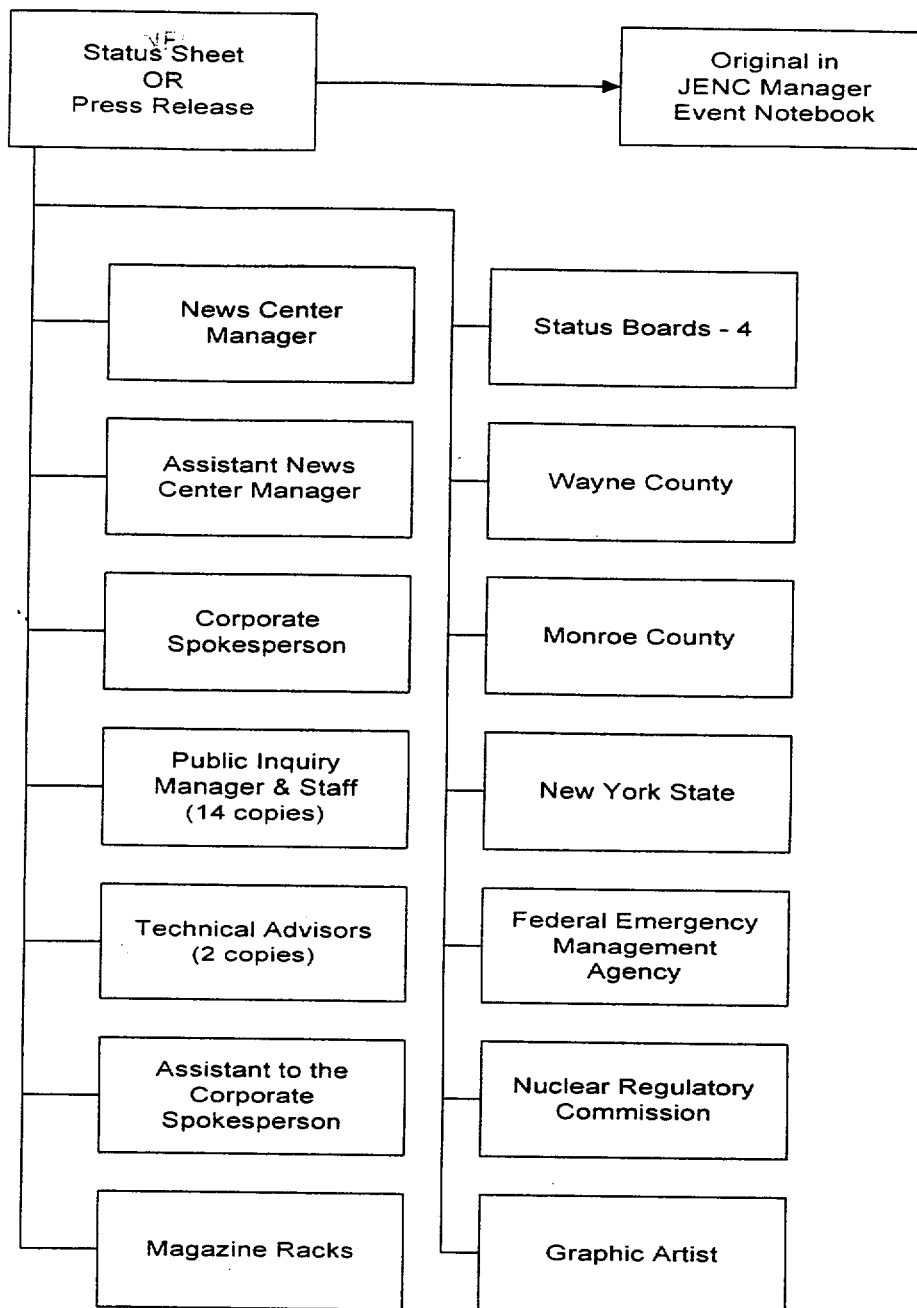 Status Sheet
OR
Press Release
Original in
JENC Manager
Event Notebook
News Center
Manager
Assistant News
Center Manager
Corporate
Spokesperson
Public Inquiry
Manager & Staff
(14 copies)
Technical Advisors
(2 copies)
Assistant to the
Corporate
Spokesperson
Magazine Racks
Status Boards - 4
Wayne County
Monroe County
New York State
Federal Emergency
Management
Agency
Nuclear Regulatory
Commission
Graphic Artist